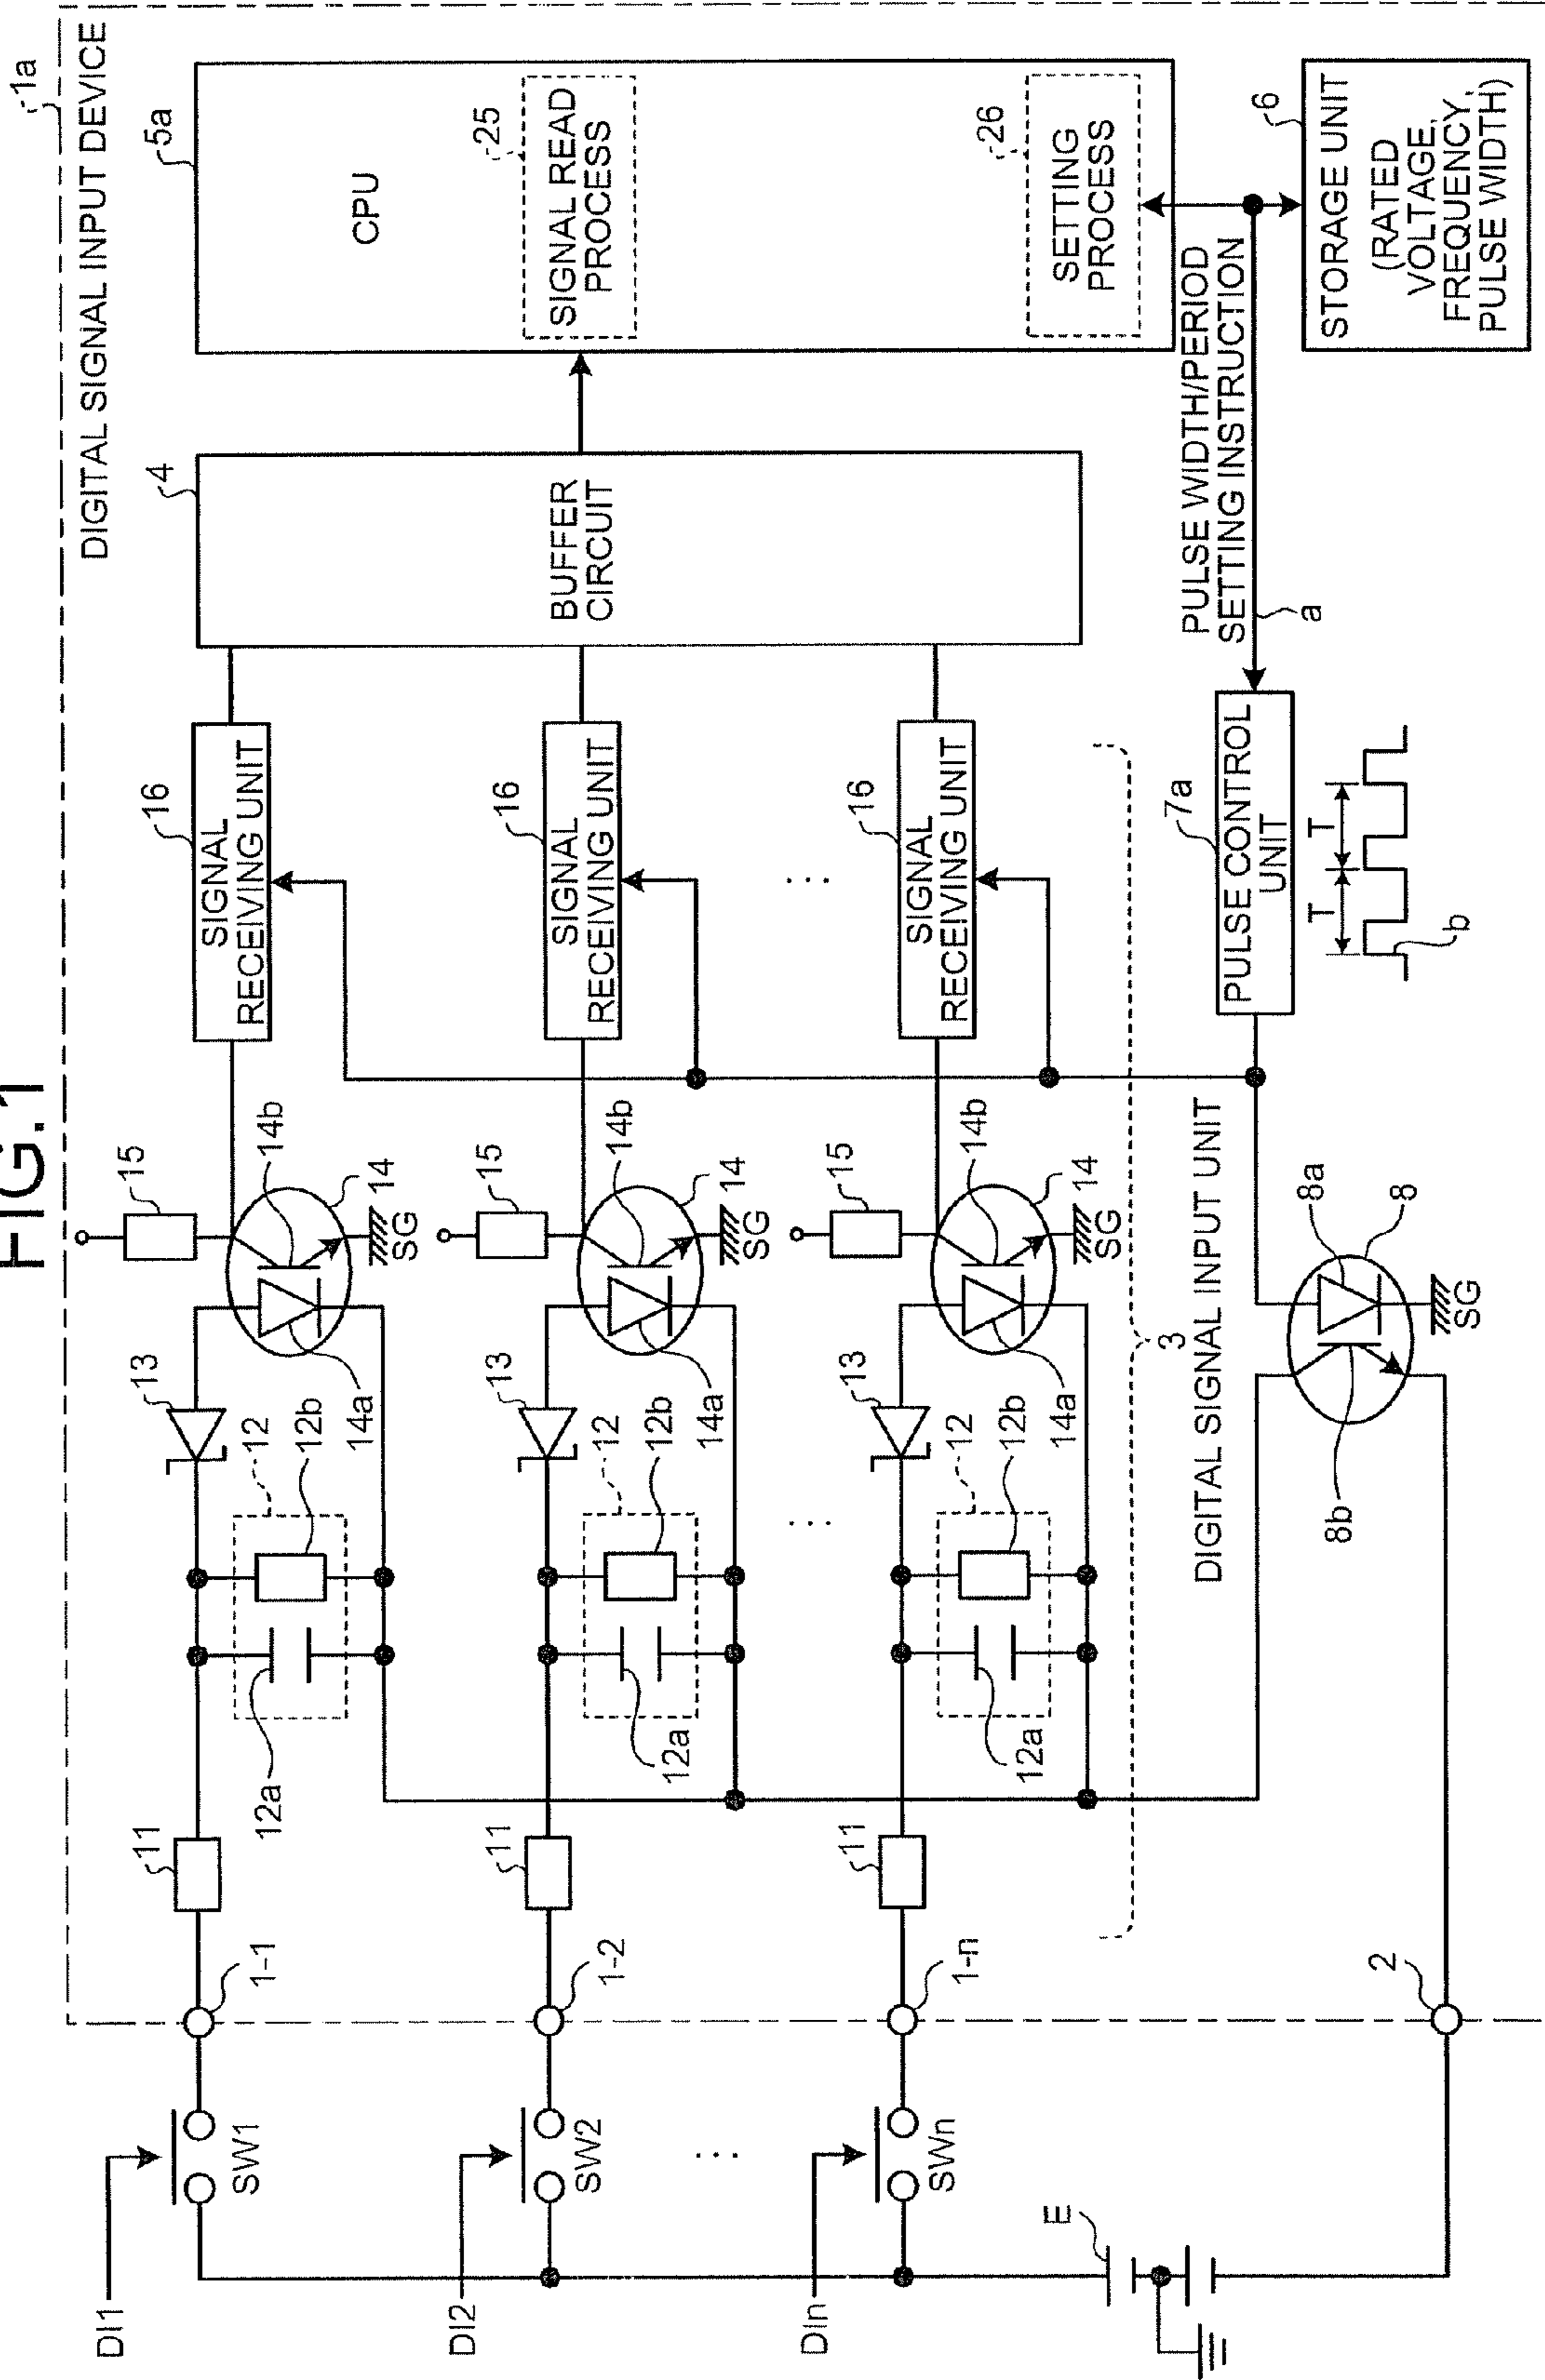 FIG.1
1a
DIGITAL SIGNAL INPUT DEVICE
5a
CPU
25
SIGNAL READ
PROCESS
26
SETTING
PROCESS
6
STORAGE UNIT
(RATED
VOLTAGE,
FREQUENCY,
PULSE WIDTH)
4
BUFFER
CIRCUIT
PULSE WIDTH/PERIOD
SETTING INSTRUCTION
a
16
SIGNAL
RECEIVING UNIT
16
SIGNAL
RECEIVING UNIT
...
16
SIGNAL
RECEIVING UNIT
7a
PULSE CONTROL
UNIT
T
T
b
15
14b
14
SG
15
14b
14
SG
15
14b
14
SG
8a
8
SG
8b
13
14a
12
12b
12a
13
14a
12
12b
12a
...
13
14a
12
12b
12a
3
DIGITAL SIGNAL INPUT UNIT
11
11
11
1-1
1-2
1-n
2
DI1
SW1
DI2
SW2
...
DIn
SWn
E